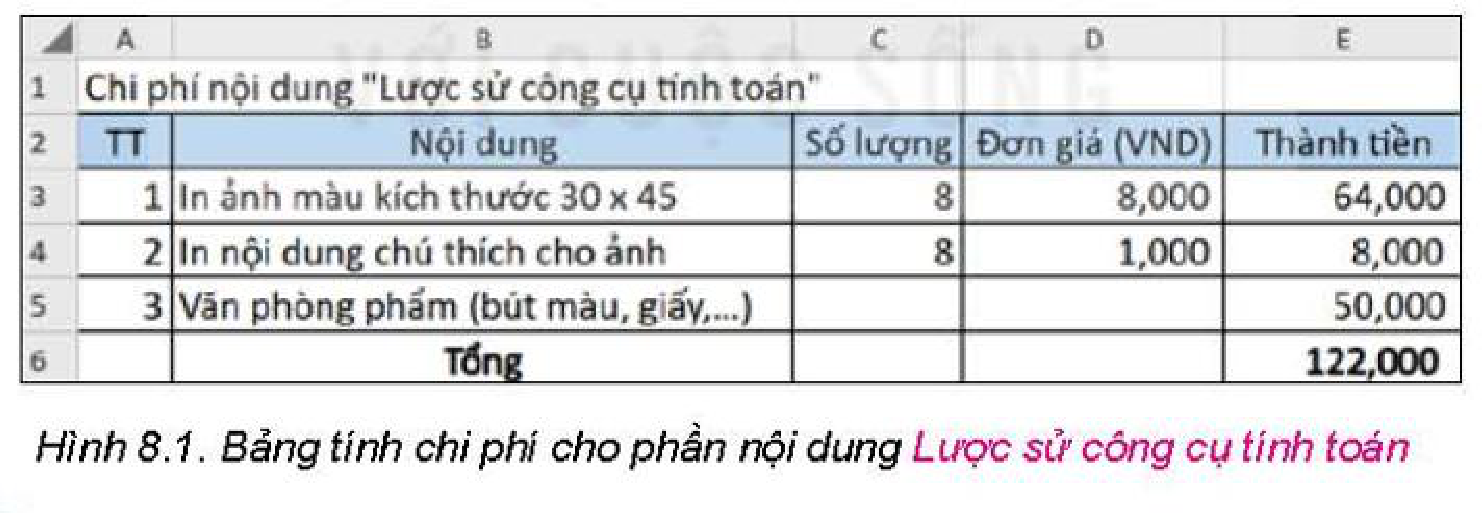 A B C D E
1 Chi phí nội dung "Lược sử công cụ tính toán"
2 TT Nội dung Số lượng Đơn giá (VND) Thành tiền
3 1 In ảnh màu kích thước 30 x 45 8 8,000 64,000
4 2 In nội dung chú thích cho ảnh 8 1,000 8,000
5 3 Văn phòng phẩm (bút màu, giấy,...) 50,000
6 Tổng 122,000
Hình 8.1. Bảng tính chi phí cho phần nội dung Lược sử công cụ tính toán
VỚI CUỘC SỐNG